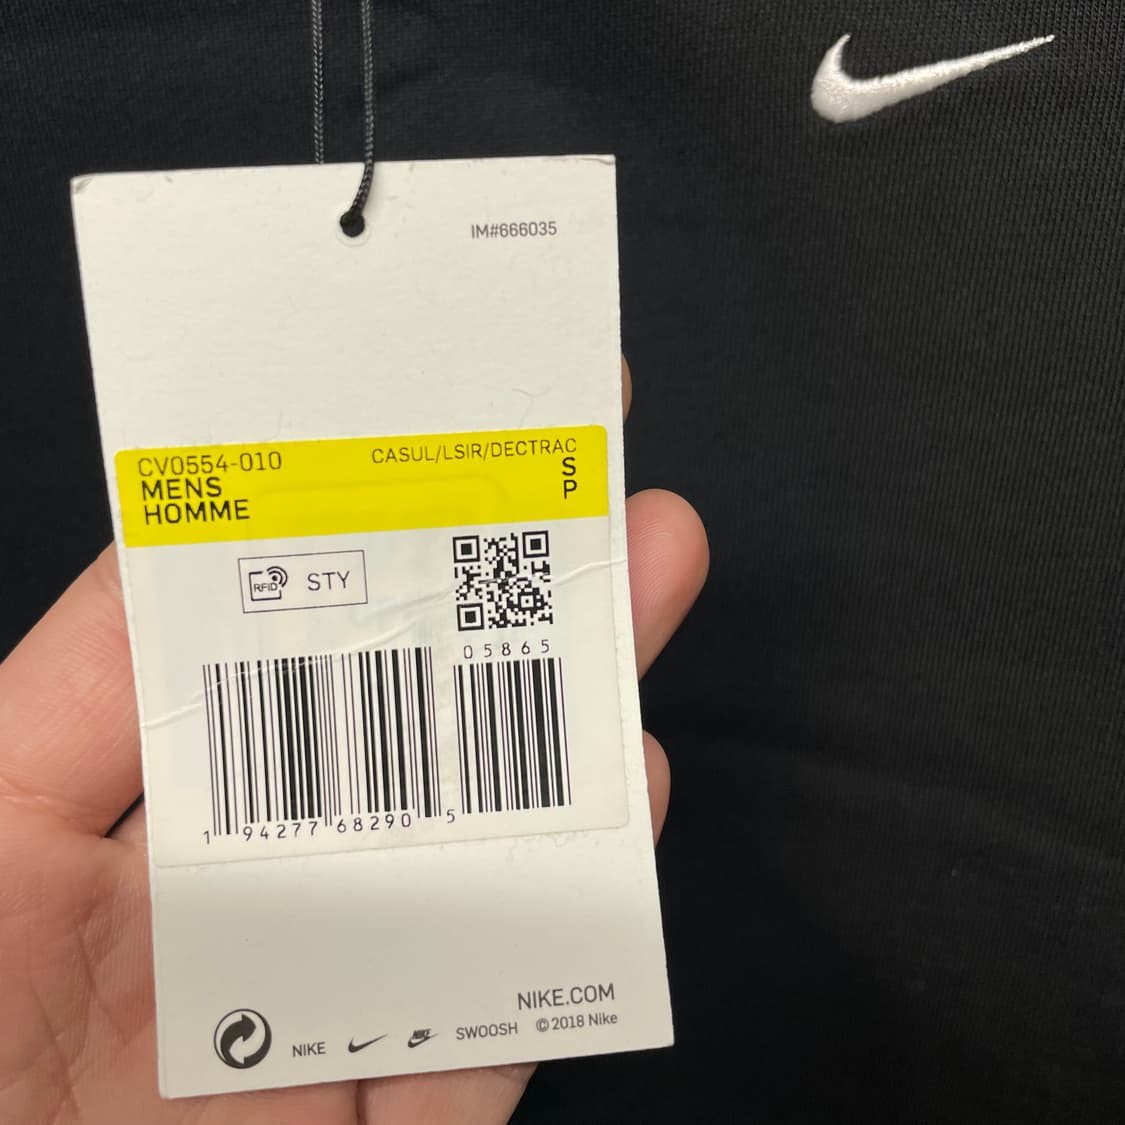 IM#666035
CV0554-010 CASUL/LSIR/DECTRAC
MENS S
HOMME P
RFID STY
05865
1 94277 68290 5
NIKE.COM
NIKE NIKE SWOOSH ©2018 Nike